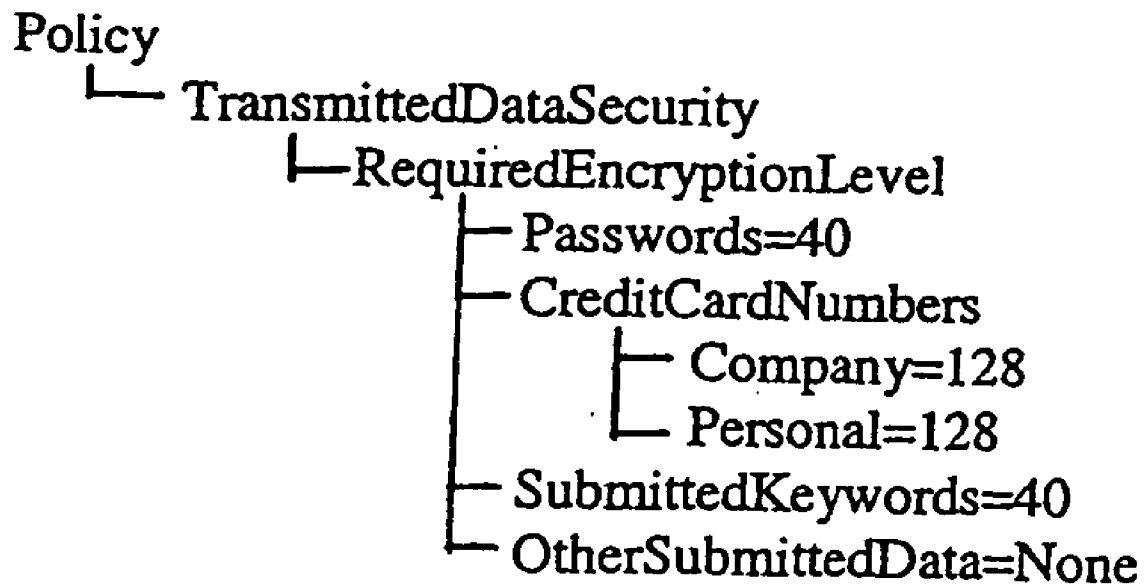 Policy
TransmittedDataSecurity
RequiredEncryptionLevel
Passwords=40
CreditCardNumbers
Company=128
Personal=128
SubmittedKeywords=40
OtherSubmittedData=None